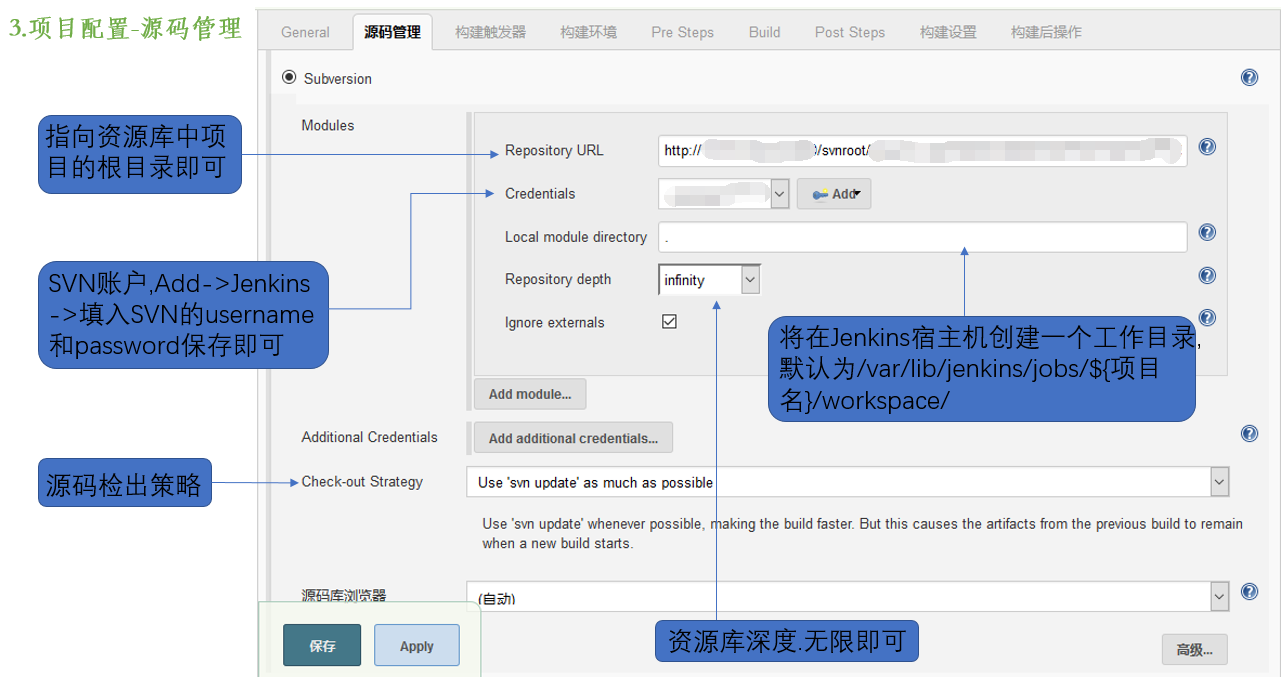 3.项目配置-源码管理
General 源码管理 构建触发器 构建环境 Pre Steps Build Post Steps 构建设置 构建后操作
Subversion
Modules
指向资源库中项
目的根目录即可
Repository URL http:// /svnroot/
Credentials Add
Local module directory .
SVN账户,Add->Jenkins
->填入SVN的username
和password保存即可
Repository depth infinity
Ignore externals
将在Jenkins宿主机创建一个工作目录,
默认为/var/lib/jenkins/jobs/${项目
名}/workspace/
Add module...
Additional Credentials Add additional credentials...
源码检出策略
Check-out Strategy Use 'svn update' as much as possible
Use 'svn update' whenever possible, making the build faster. But this causes the artifacts from the previous build to remain
when a new build starts.
源码库浏览器 (自动)
保存 Apply
资源库深度.无限即可
高级...